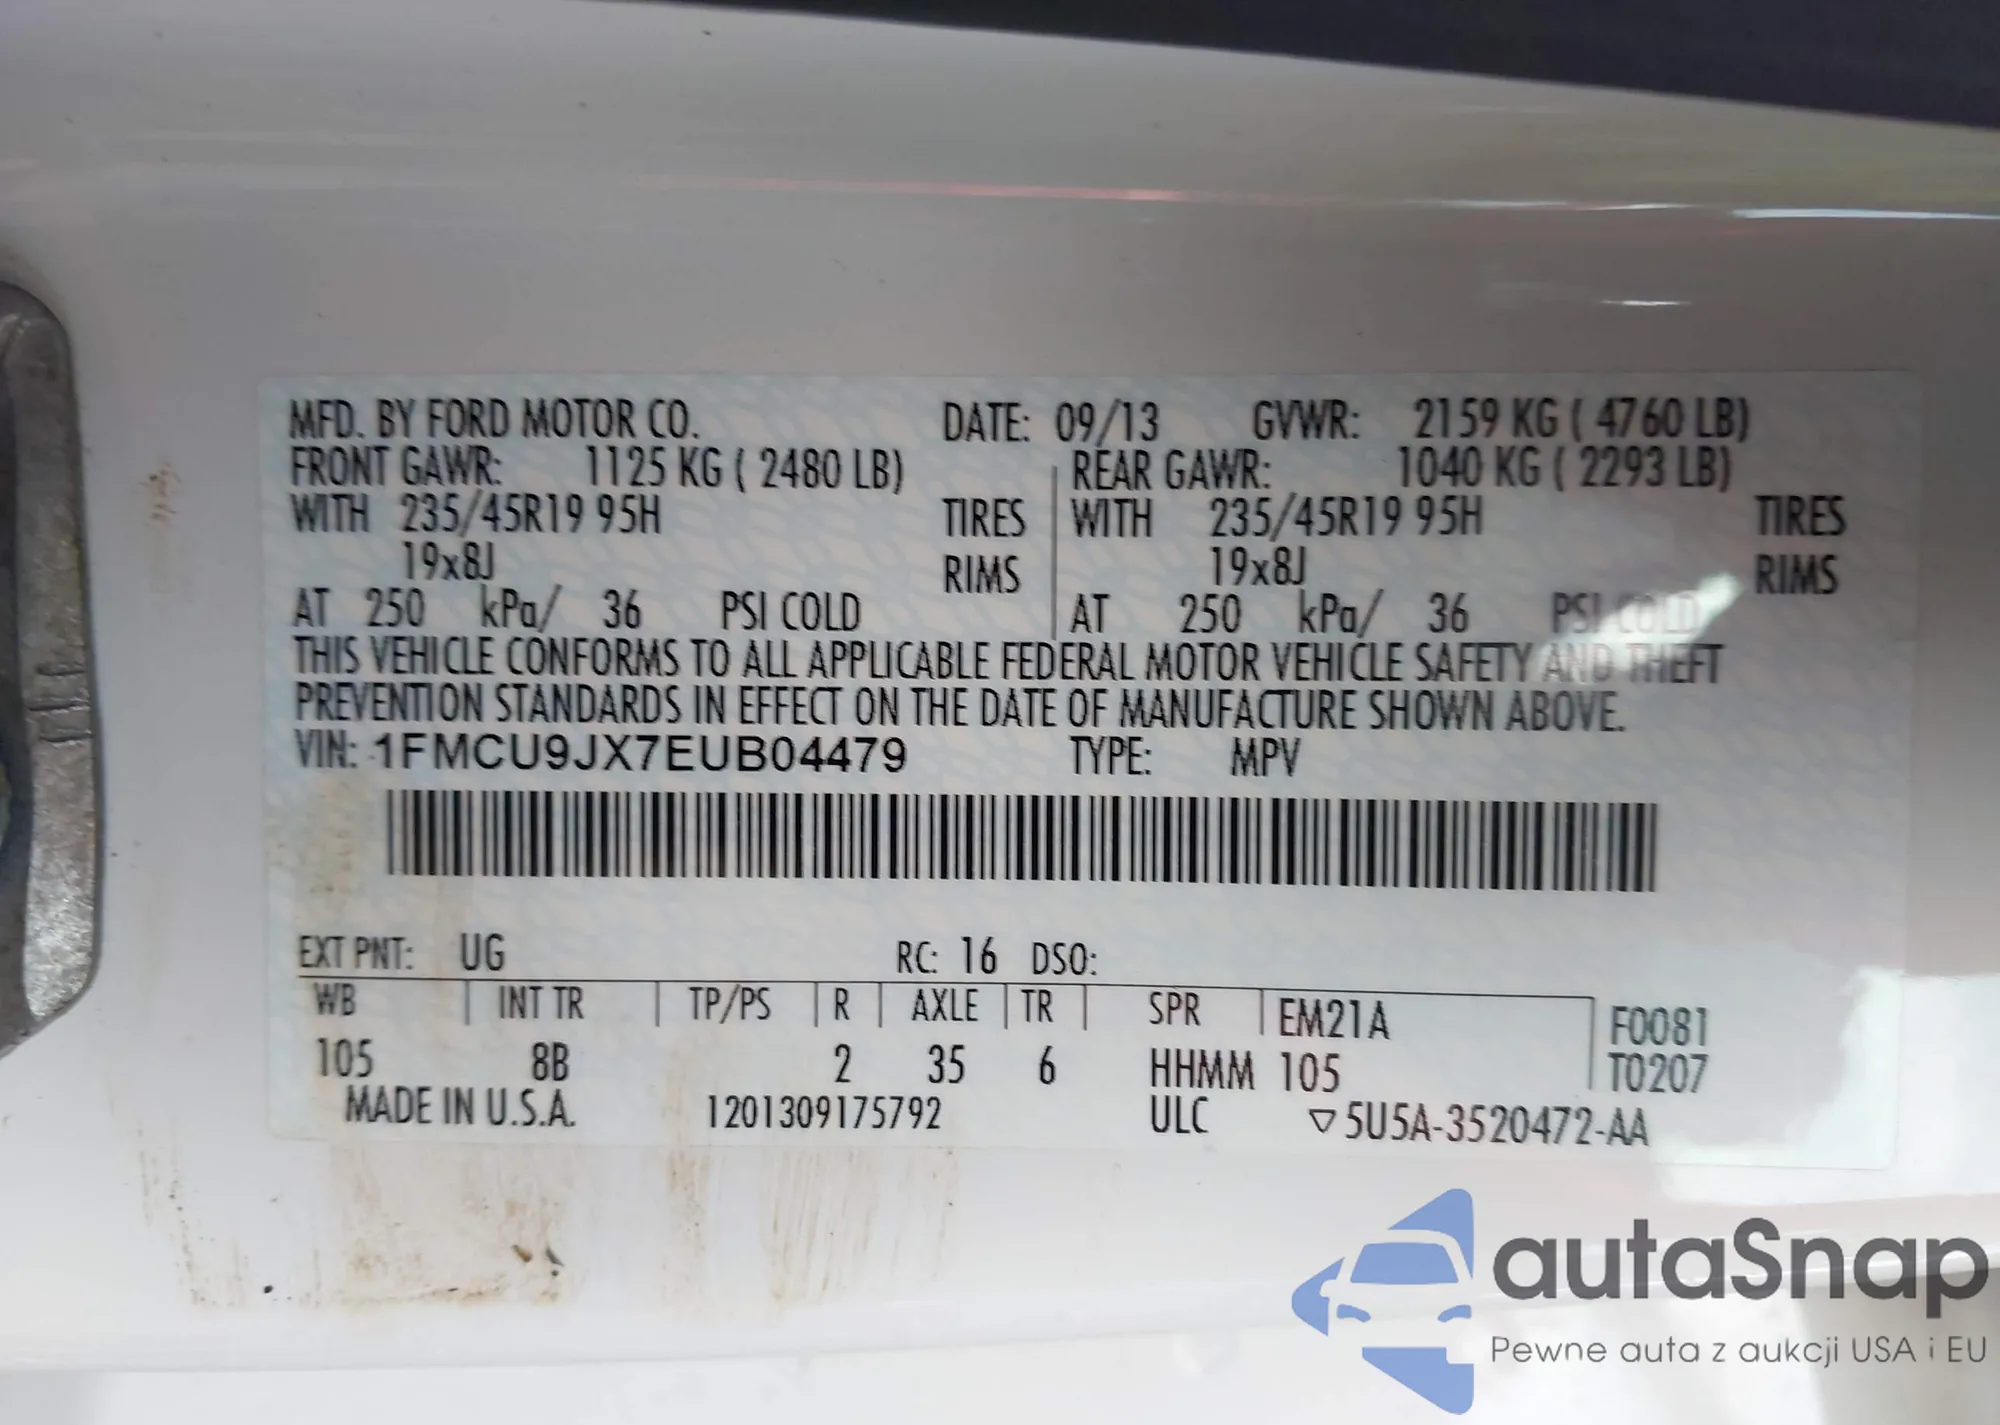 MFD. BY FORD MOTOR CO. DATE: 09/13 GVWR: 2159 KG ( 4760 LB)
FRONT GAWR: 1125 KG ( 2480 LB) REAR GAWR: 1040 KG ( 2293 LB)
WITH 235/45R19 95H TIRES WITH 235/45R19 95H TIRES
19x8J RIMS 19x8J RIMS
AT 250 kPa/ 36 PSI COLD AT 250 kPa/ 36 PSI COLD
THIS VEHICLE CONFORMS TO ALL APPLICABLE FEDERAL MOTOR VEHICLE SAFETY AND THEFT
PREVENTION STANDARDS IN EFFECT ON THE DATE OF MANUFACTURE SHOWN ABOVE.
VIN: 1FMCU9JX7EUB04479 TYPE: MPV
EXT PNT: UG RC: 16 DSO:
WB INT TR TP/PS R AXLE TR SPR EM21A F0081
105 8B 2 35 6 HHMM 105 T0207
MADE IN U.S.A. 1201309175792 ULC ▽5U5A-3520472-AA
autaSnap
Pewne auta z aukcji USA i EU